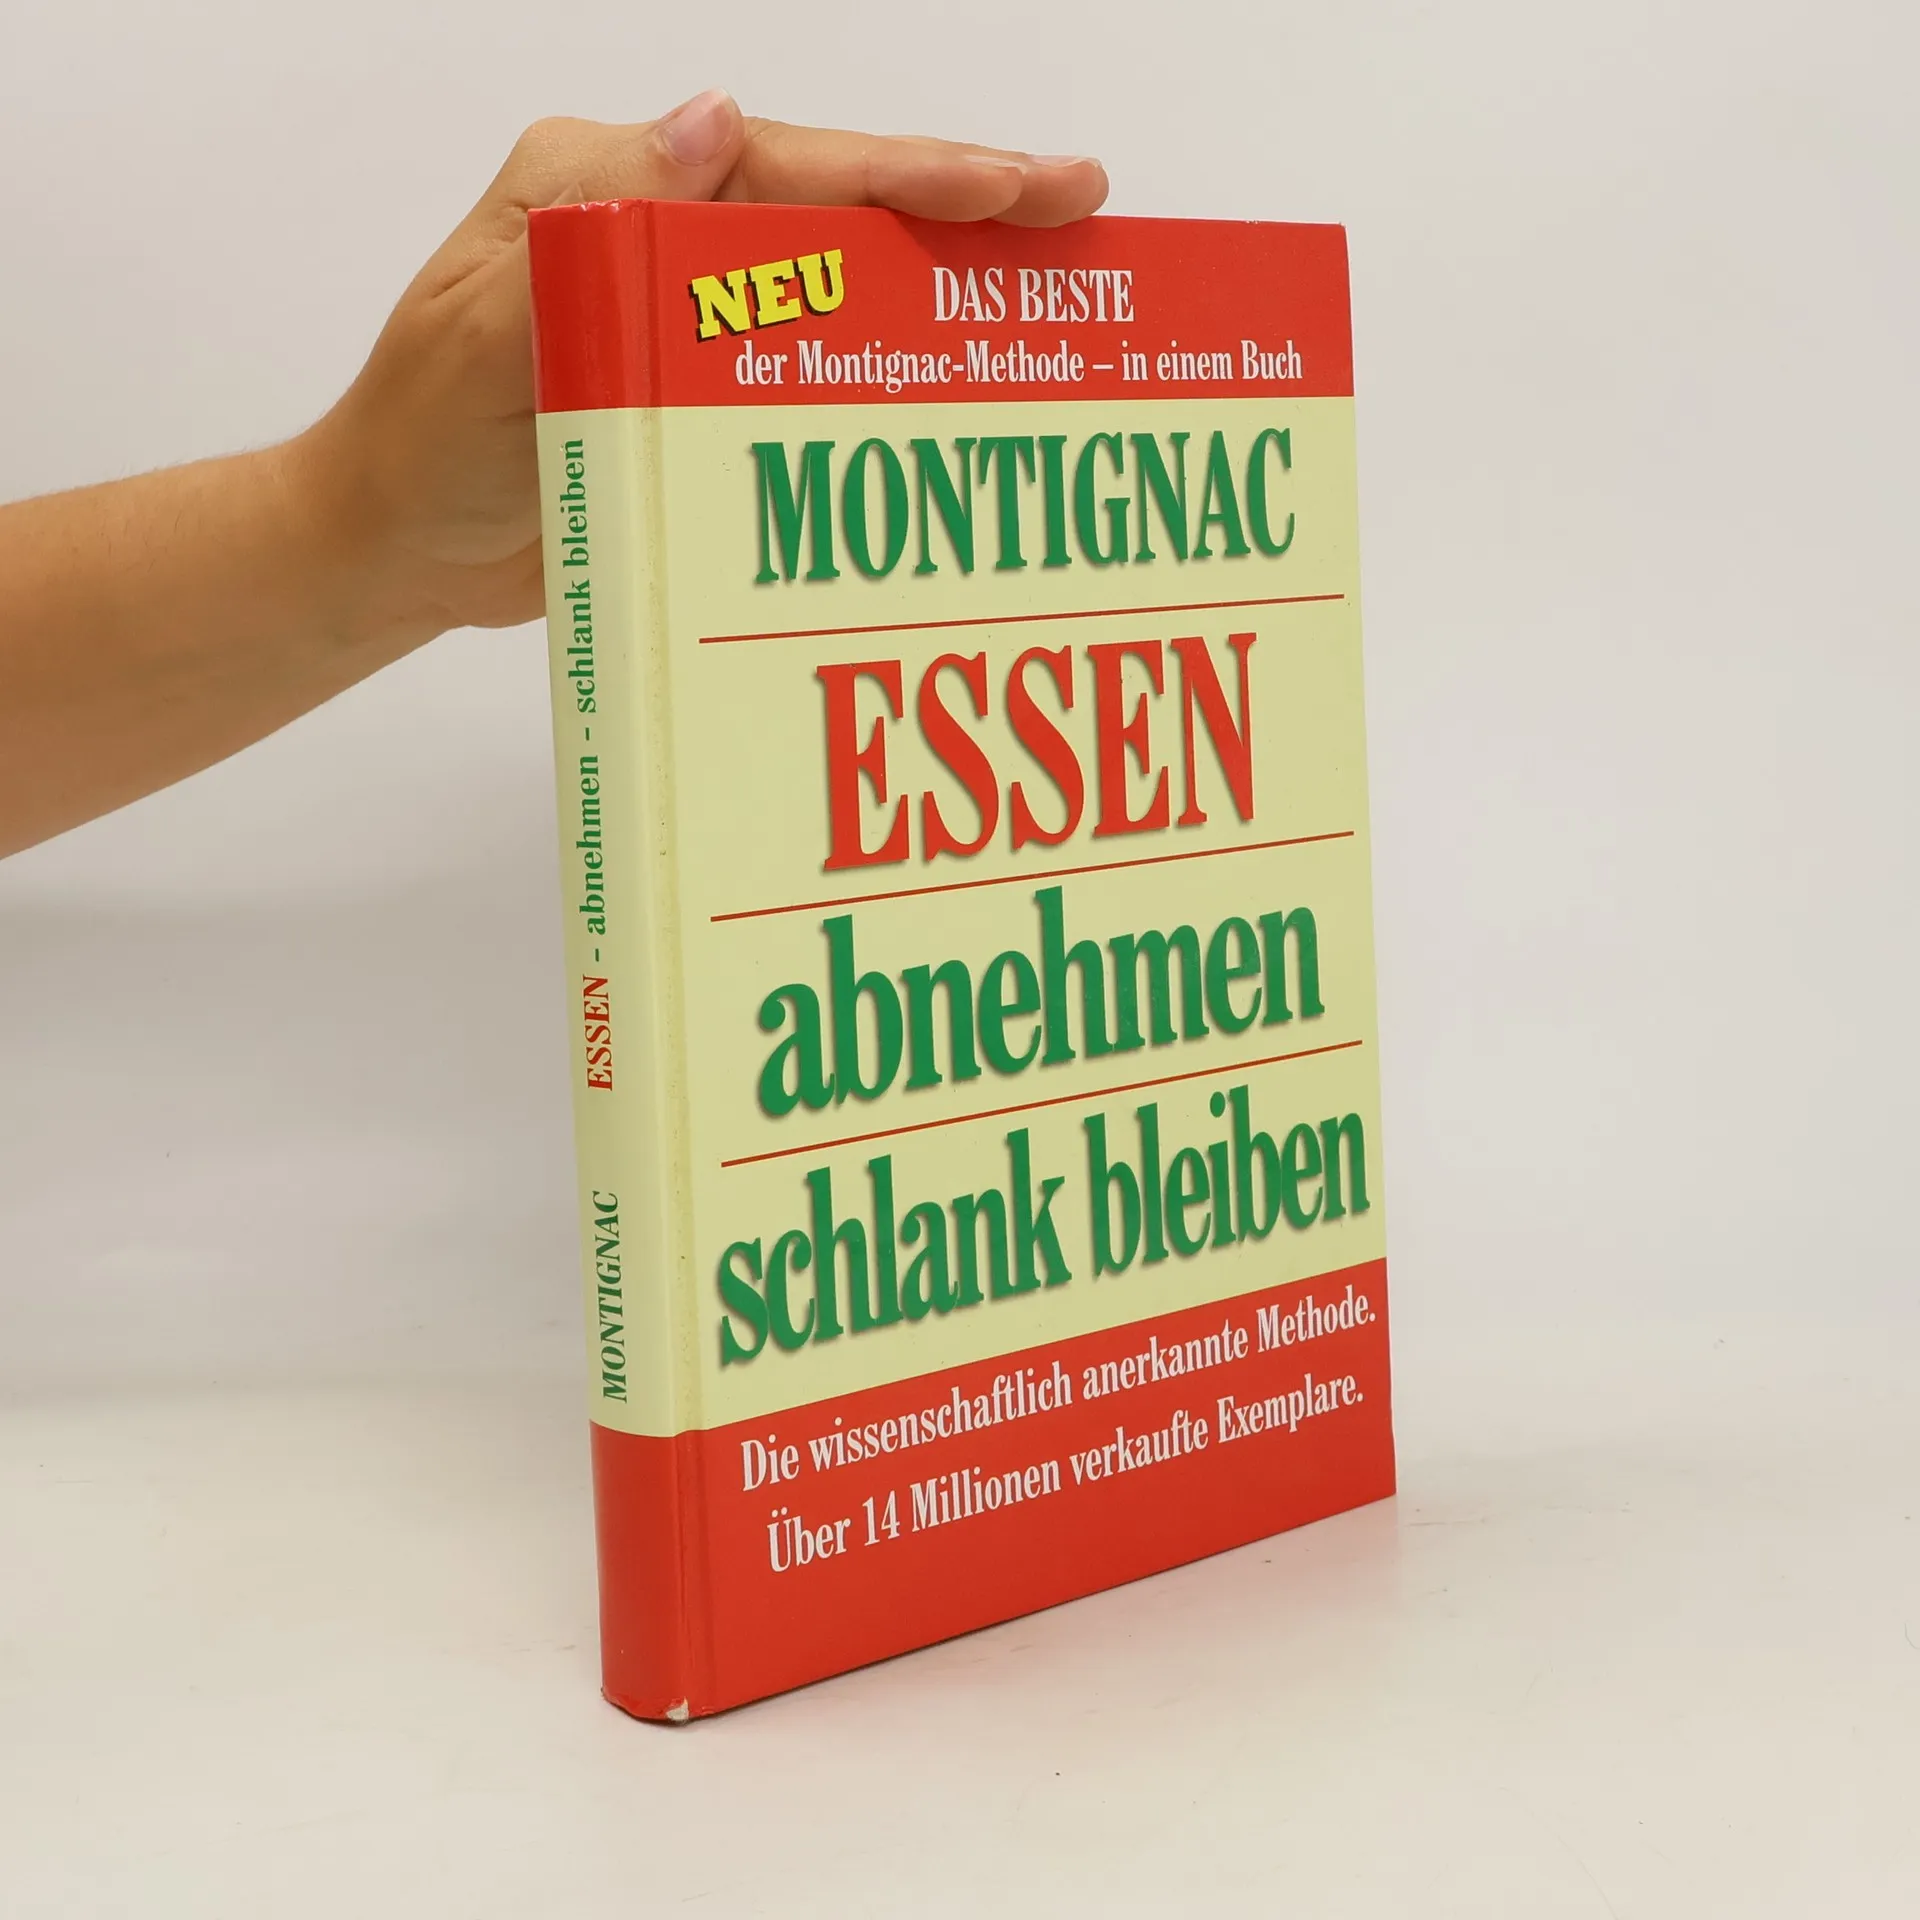 NEU
DAS BESTE
der Montignac-Methode – in einem Buch
MONTIGNAC
ESSEN
abnehmen
schlank bleiben
Die wissenschaftlich anerkannte Methode.
Über 14 Millionen verkaufte Exemplare.
MONTIGNAC ESSEN - abnehmen - schlank bleiben